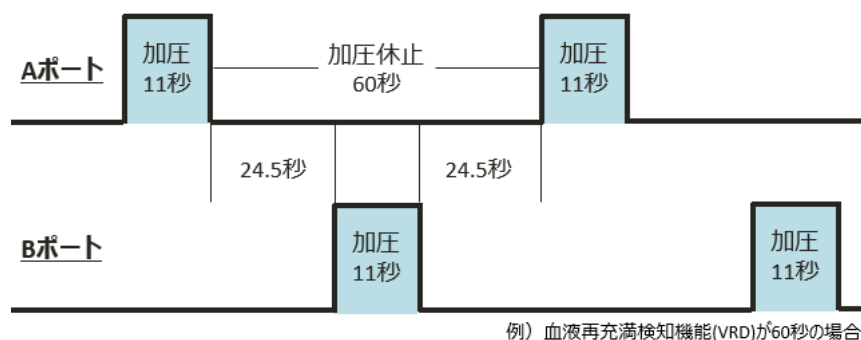 加圧
11秒
加圧休止
60秒
加圧
11秒
Aポート
24.5秒
24.5秒
加圧
11秒
加圧
11秒
Bポート
例）血液再充満検知機能(VRD)が60秒の場合